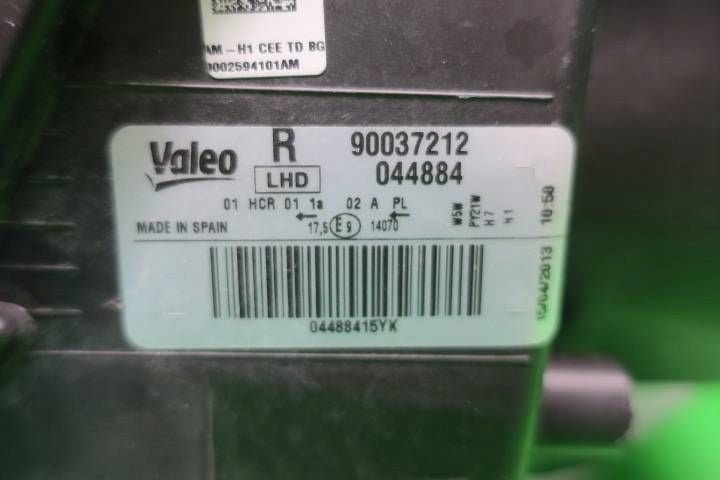 AM-H1 CEE TD BG
0002594101AM
Valeo R 90037212
LHD 044884
01 HCR 01 1a 02 A PL
MADE IN SPAIN 17,5 E9 14070
W5W
PY21W
H7
H1
15/04/2013 10:50
04488415YK